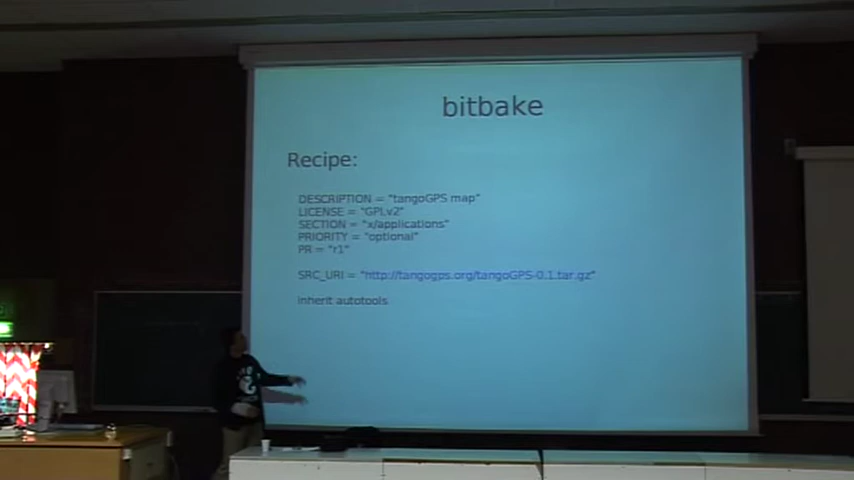 bitbake
Recipe:
DESCRIPTION = "tangoGPS map"
LICENSE = "GPLv2"
SECTION = "x/applications"
PRIORITY = "optional"
PR = "r1"
SRC_URI = "http://tangogps.org/tangoGPS-0.1.tar.gz"
inherit autotools